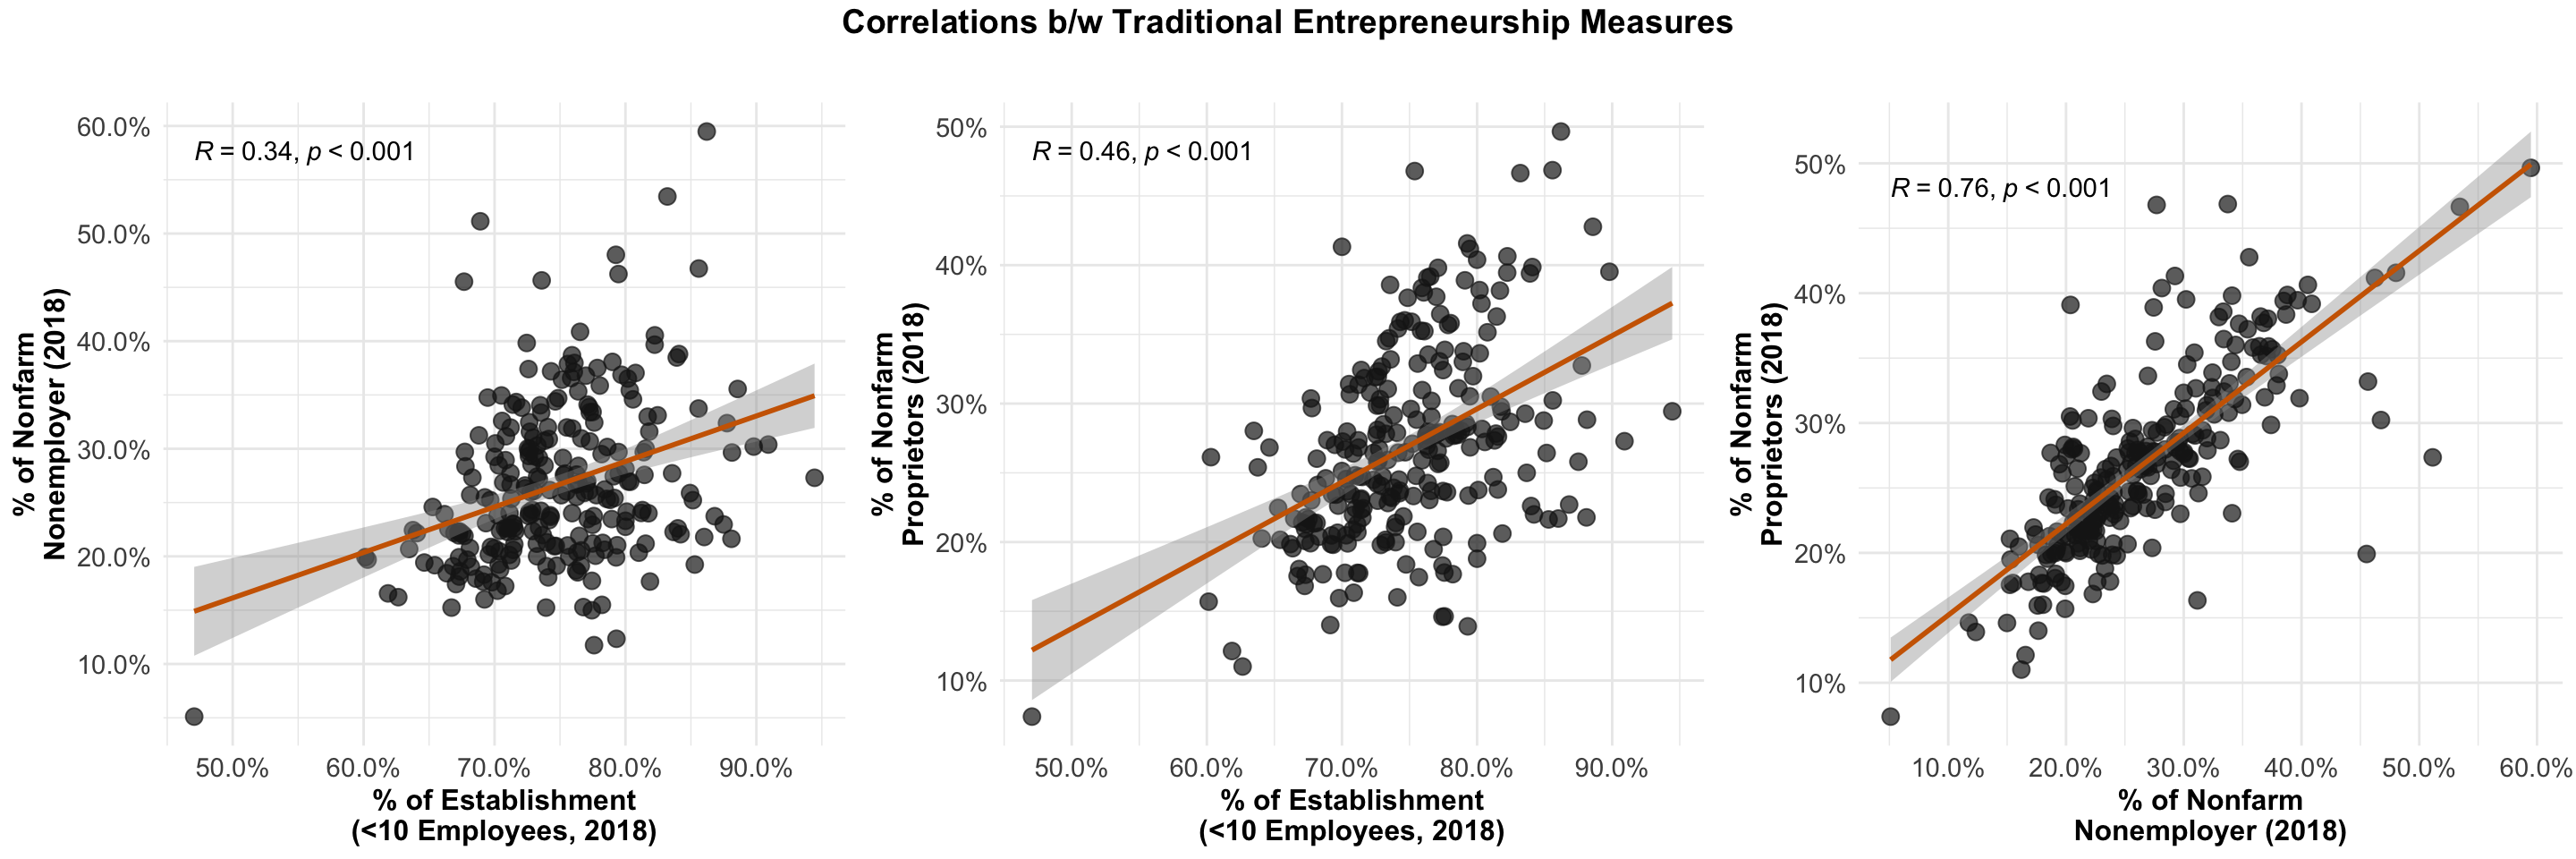 Correlations b/w Traditional Entrepreneurship Measures
% of Nonfarm
Nonemployer (2018)
60.0%
50.0%
40.0%
30.0%
20.0%
10.0%
R = 0.34, p < 0.001
50.0%
60.0%
70.0%
80.0%
90.0%
% of Establishment
(<10 Employees, 2018)
% of Nonfarm
Proprietors (2018)
50%
40%
30%
20%
10%
R = 0.46, p < 0.001
50.0%
60.0%
70.0%
80.0%
90.0%
% of Establishment
(<10 Employees, 2018)
% of Nonfarm
Proprietors (2018)
50%
40%
30%
20%
10%
R = 0.76, p < 0.001
10.0%
20.0%
30.0%
40.0%
50.0%
60.0%
% of Nonfarm
Nonemployer (2018)